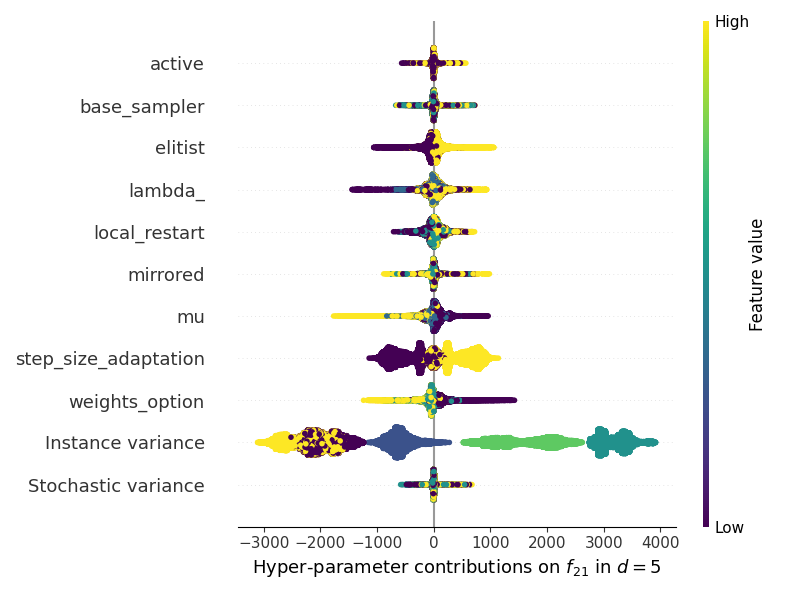 High
active
base_sampler
elitist
lambda_
local_restart
mirrored
mu
step_size_adaptation
weights_option
Instance variance
Stochastic variance
Feature value
Low
−3000 −2000 −1000 0 1000 2000 3000 4000
Hyper-parameter contributions on f₂₁ in d = 5